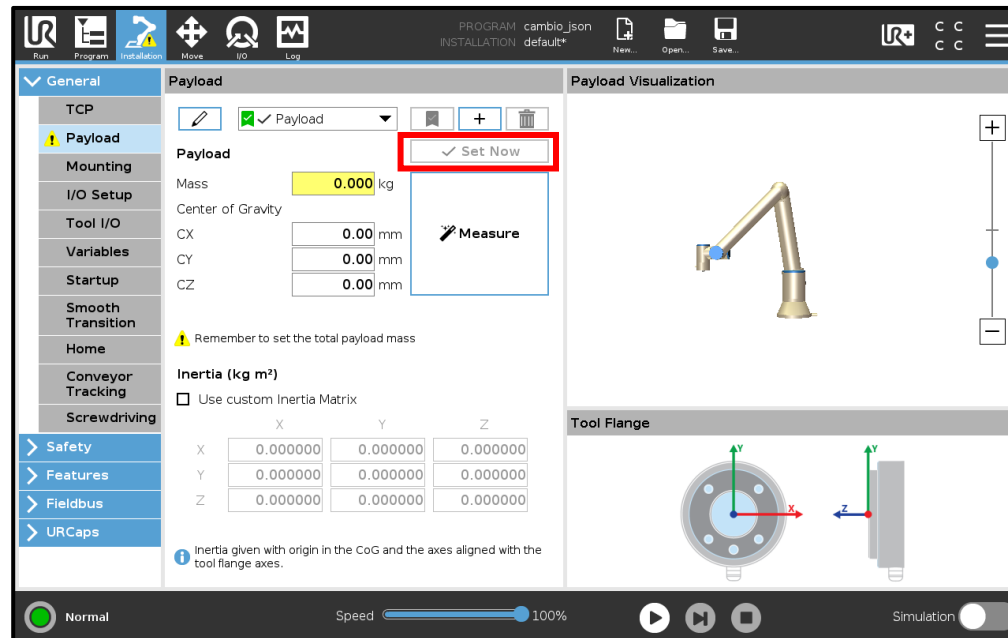 UR
Run
Program
Installation
Move
I/O
Log
PROGRAM cambio_json
INSTALLATION default*
New...
Open...
Save...
UR+
C C
C C
General
TCP
Payload
Mounting
I/O Setup
Tool I/O
Variables
Startup
Smooth
Transition
Home
Conveyor
Tracking
Screwdriving
Safety
Features
Fieldbus
URCaps
Payload
Payload
Set Now
Payload
Mass 0.000 kg
Center of Gravity
CX 0.00 mm
CY 0.00 mm
CZ 0.00 mm
Measure
Remember to set the total payload mass
Inertia (kg m²)
Use custom Inertia Matrix
X Y Z
X 0.000000 0.000000 0.000000
Y 0.000000 0.000000 0.000000
Z 0.000000 0.000000 0.000000
Inertia given with origin in the CoG and the axes aligned with the
tool flange axes.
Payload Visualization
Tool Flange
Y
X
Y
Z
Normal
Speed 100%
Simulation